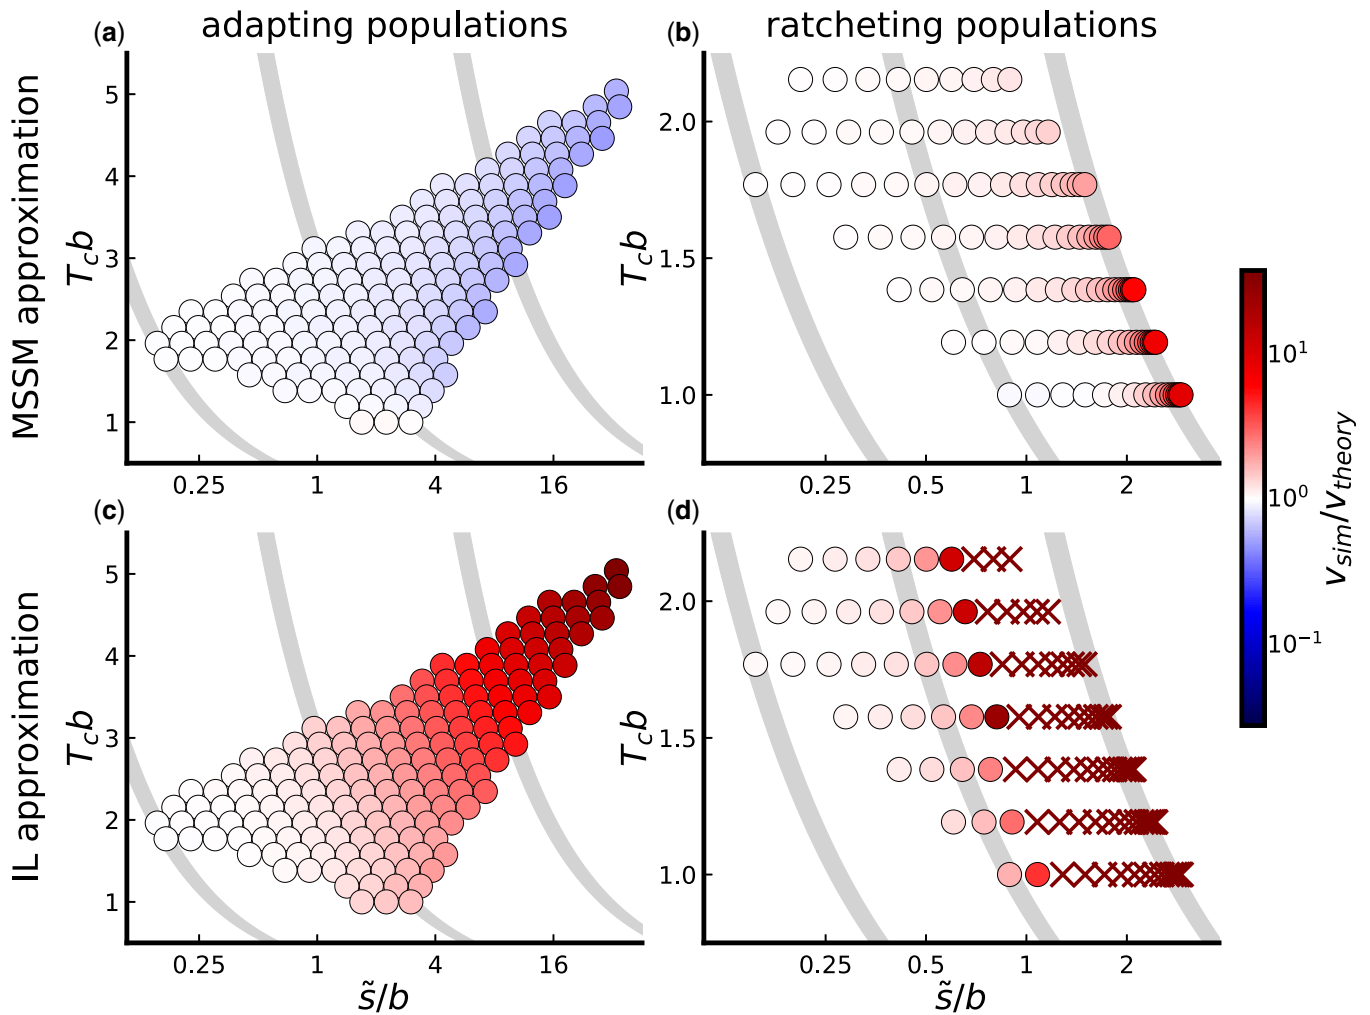 adapting populations
ratcheting populations
(a)
(b)
MSSM approximation
T_c b
5
4
3
2
1
0.25 1 4 16
T_c b
2.0
1.5
1.0
0.25 0.5 1 2
(c)
(d)
IL approximation
T_c b
5
4
3
2
1
0.25 1 4 16
s̃/b
T_c b
2.0
1.5
1.0
0.25 0.5 1 2
s̃/b
10^1
10^0
10^-1
v_sim/v_theory